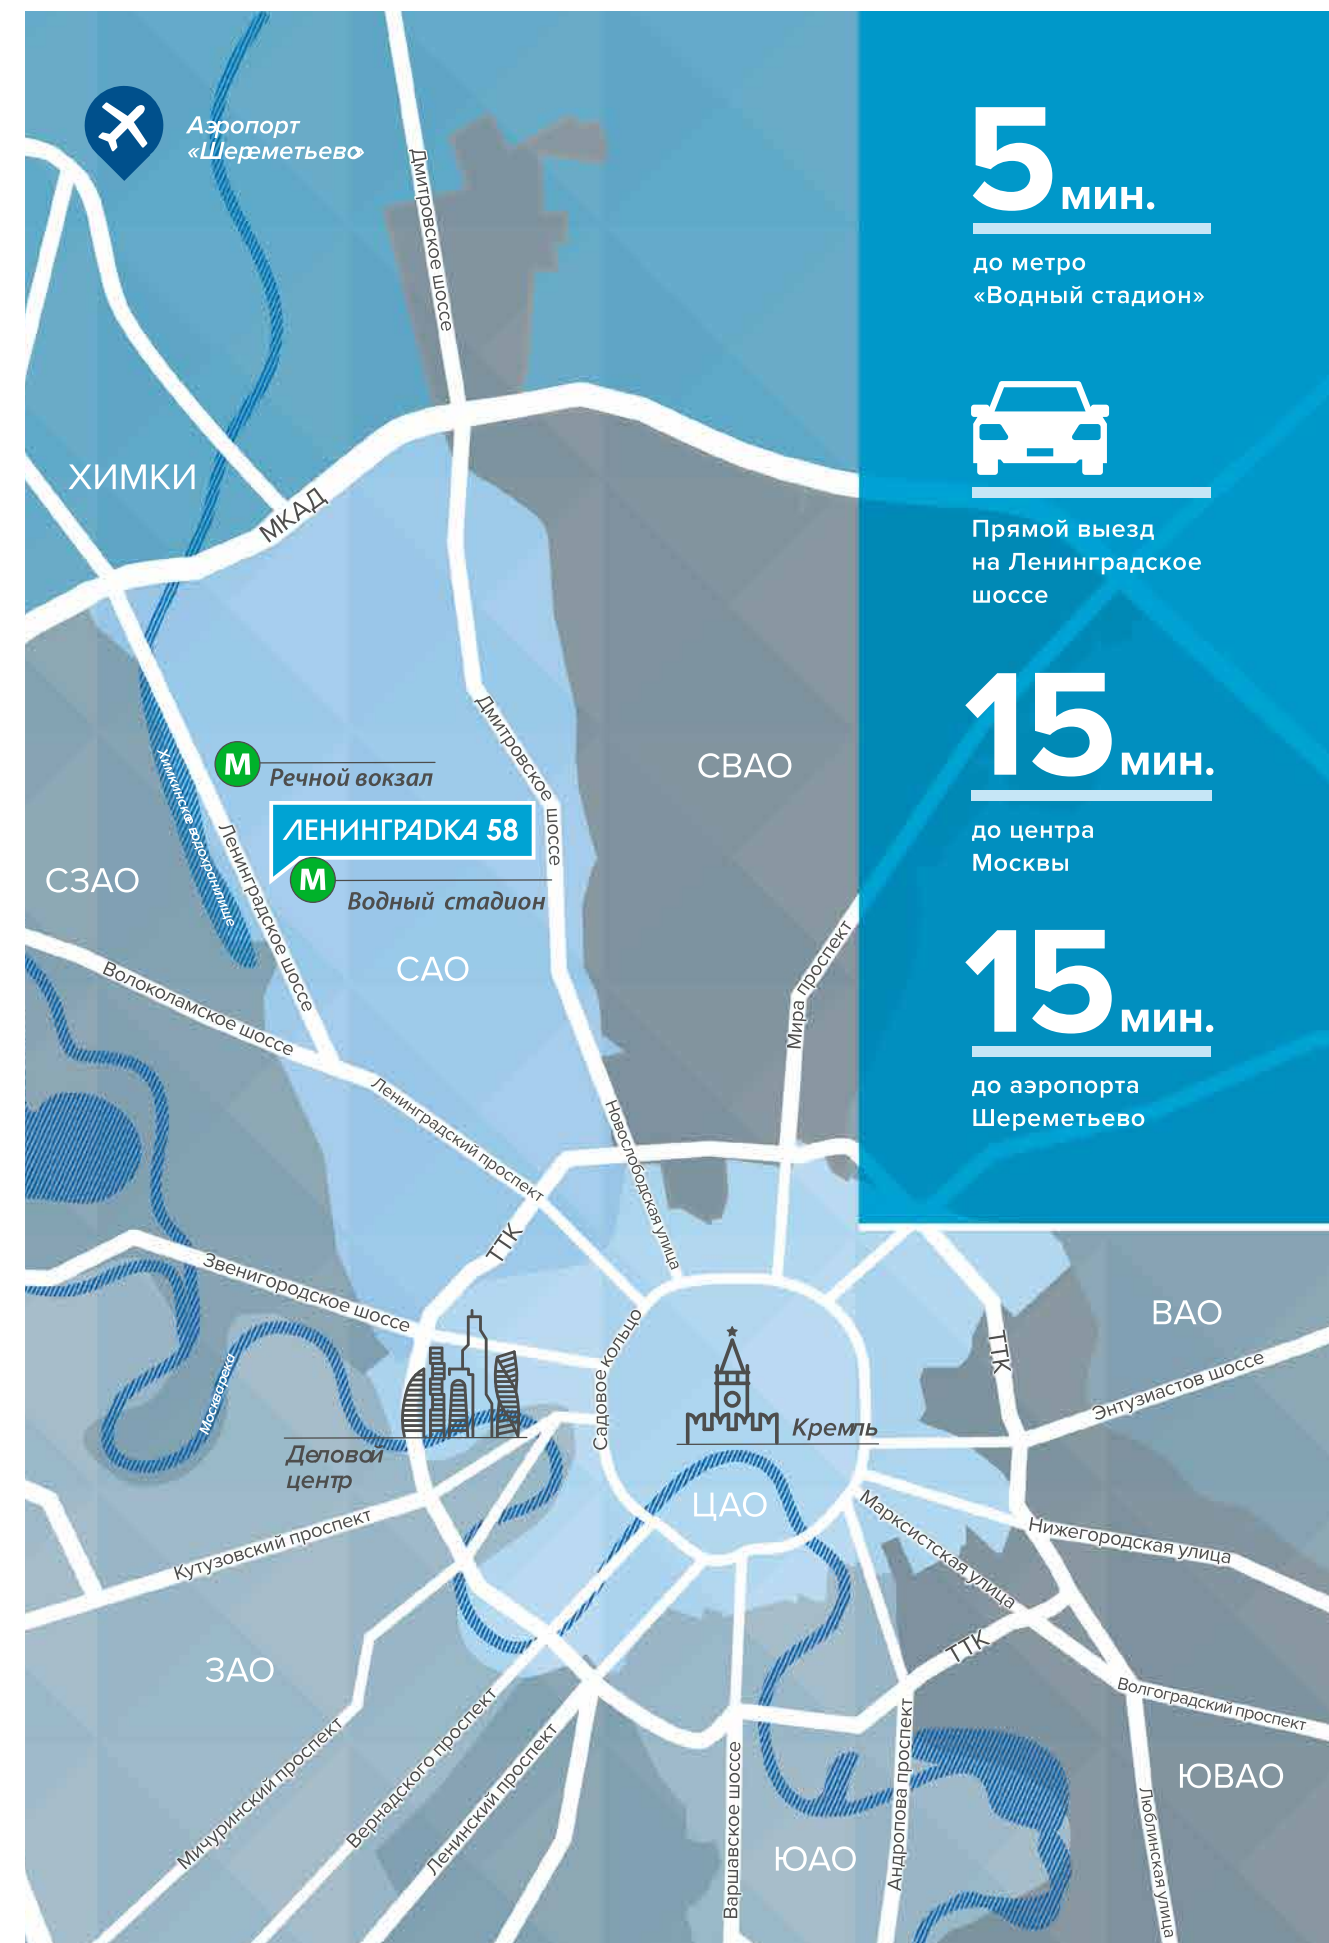 Аэропорт
«Шереметьево»
Дмитровское шоссе
5 мин.
до метро
«Водный стадион»
ХИМКИ
МКАД
Прямой выезд
на Ленинградское
шоссе
15 мин.
до центра
Москвы
Дмитровское шоссе
СВАО
М
Речной вокзал
Химкинское водохранилище
ЛЕНИНГРАДКА 58
Ленинградское шоссе
М
Водный стадион
СЗАО
САО
15 мин.
до аэропорта
Шереметьево
Мира проспект
Волоколамское шоссе
Ленинградский проспект
Новослободская улица
ТТК
Звенигородское шоссе
Садовое кольцо
Москва река
ВАО
ТТК
Энтузиастов шоссе
Кремль
Деловой
центр
ЦАО
Марксистская улица
Нижегородская улица
Кутузовский проспект
ТТК
ЗАО
Волгоградский проспект
Мичуринский проспект
Вернадского проспект
Ленинский проспект
Варшавское шоссе
Андропова проспект
ЮВАО
Люблинская улица
ЮАО